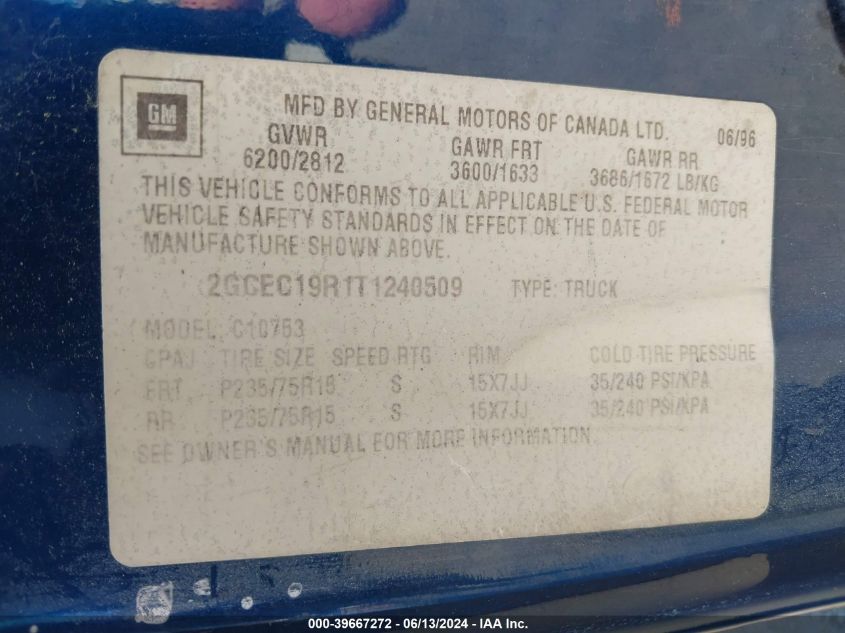 GM
MFD BY GENERAL MOTORS OF CANADA LTD. 06/96
GVWR GAWR FRT GAWR RR
6200/2812 3600/1633 3686/1672 LB/KG
THIS VEHICLE CONFORMS TO ALL APPLICABLE U.S. FEDERAL MOTOR
VEHICLE SAFETY STANDARDS IN EFFECT ON THE DATE OF
MANUFACTURE SHOWN ABOVE.
2GCEC19R1T1240509 TYPE: TRUCK
MODEL: C10753
GPAJ TIRE SIZE SPEED RTG RIM COLD TIRE PRESSURE
FRT P235/75R15 S 15X7JJ 35/240 PSI/KPA
RR P235/75R15 S 15X7JJ 35/240 PSI/KPA
SEE OWNER'S MANUAL FOR MORE INFORMATION.
000-39667272 - 06/13/2024 - IAA Inc.